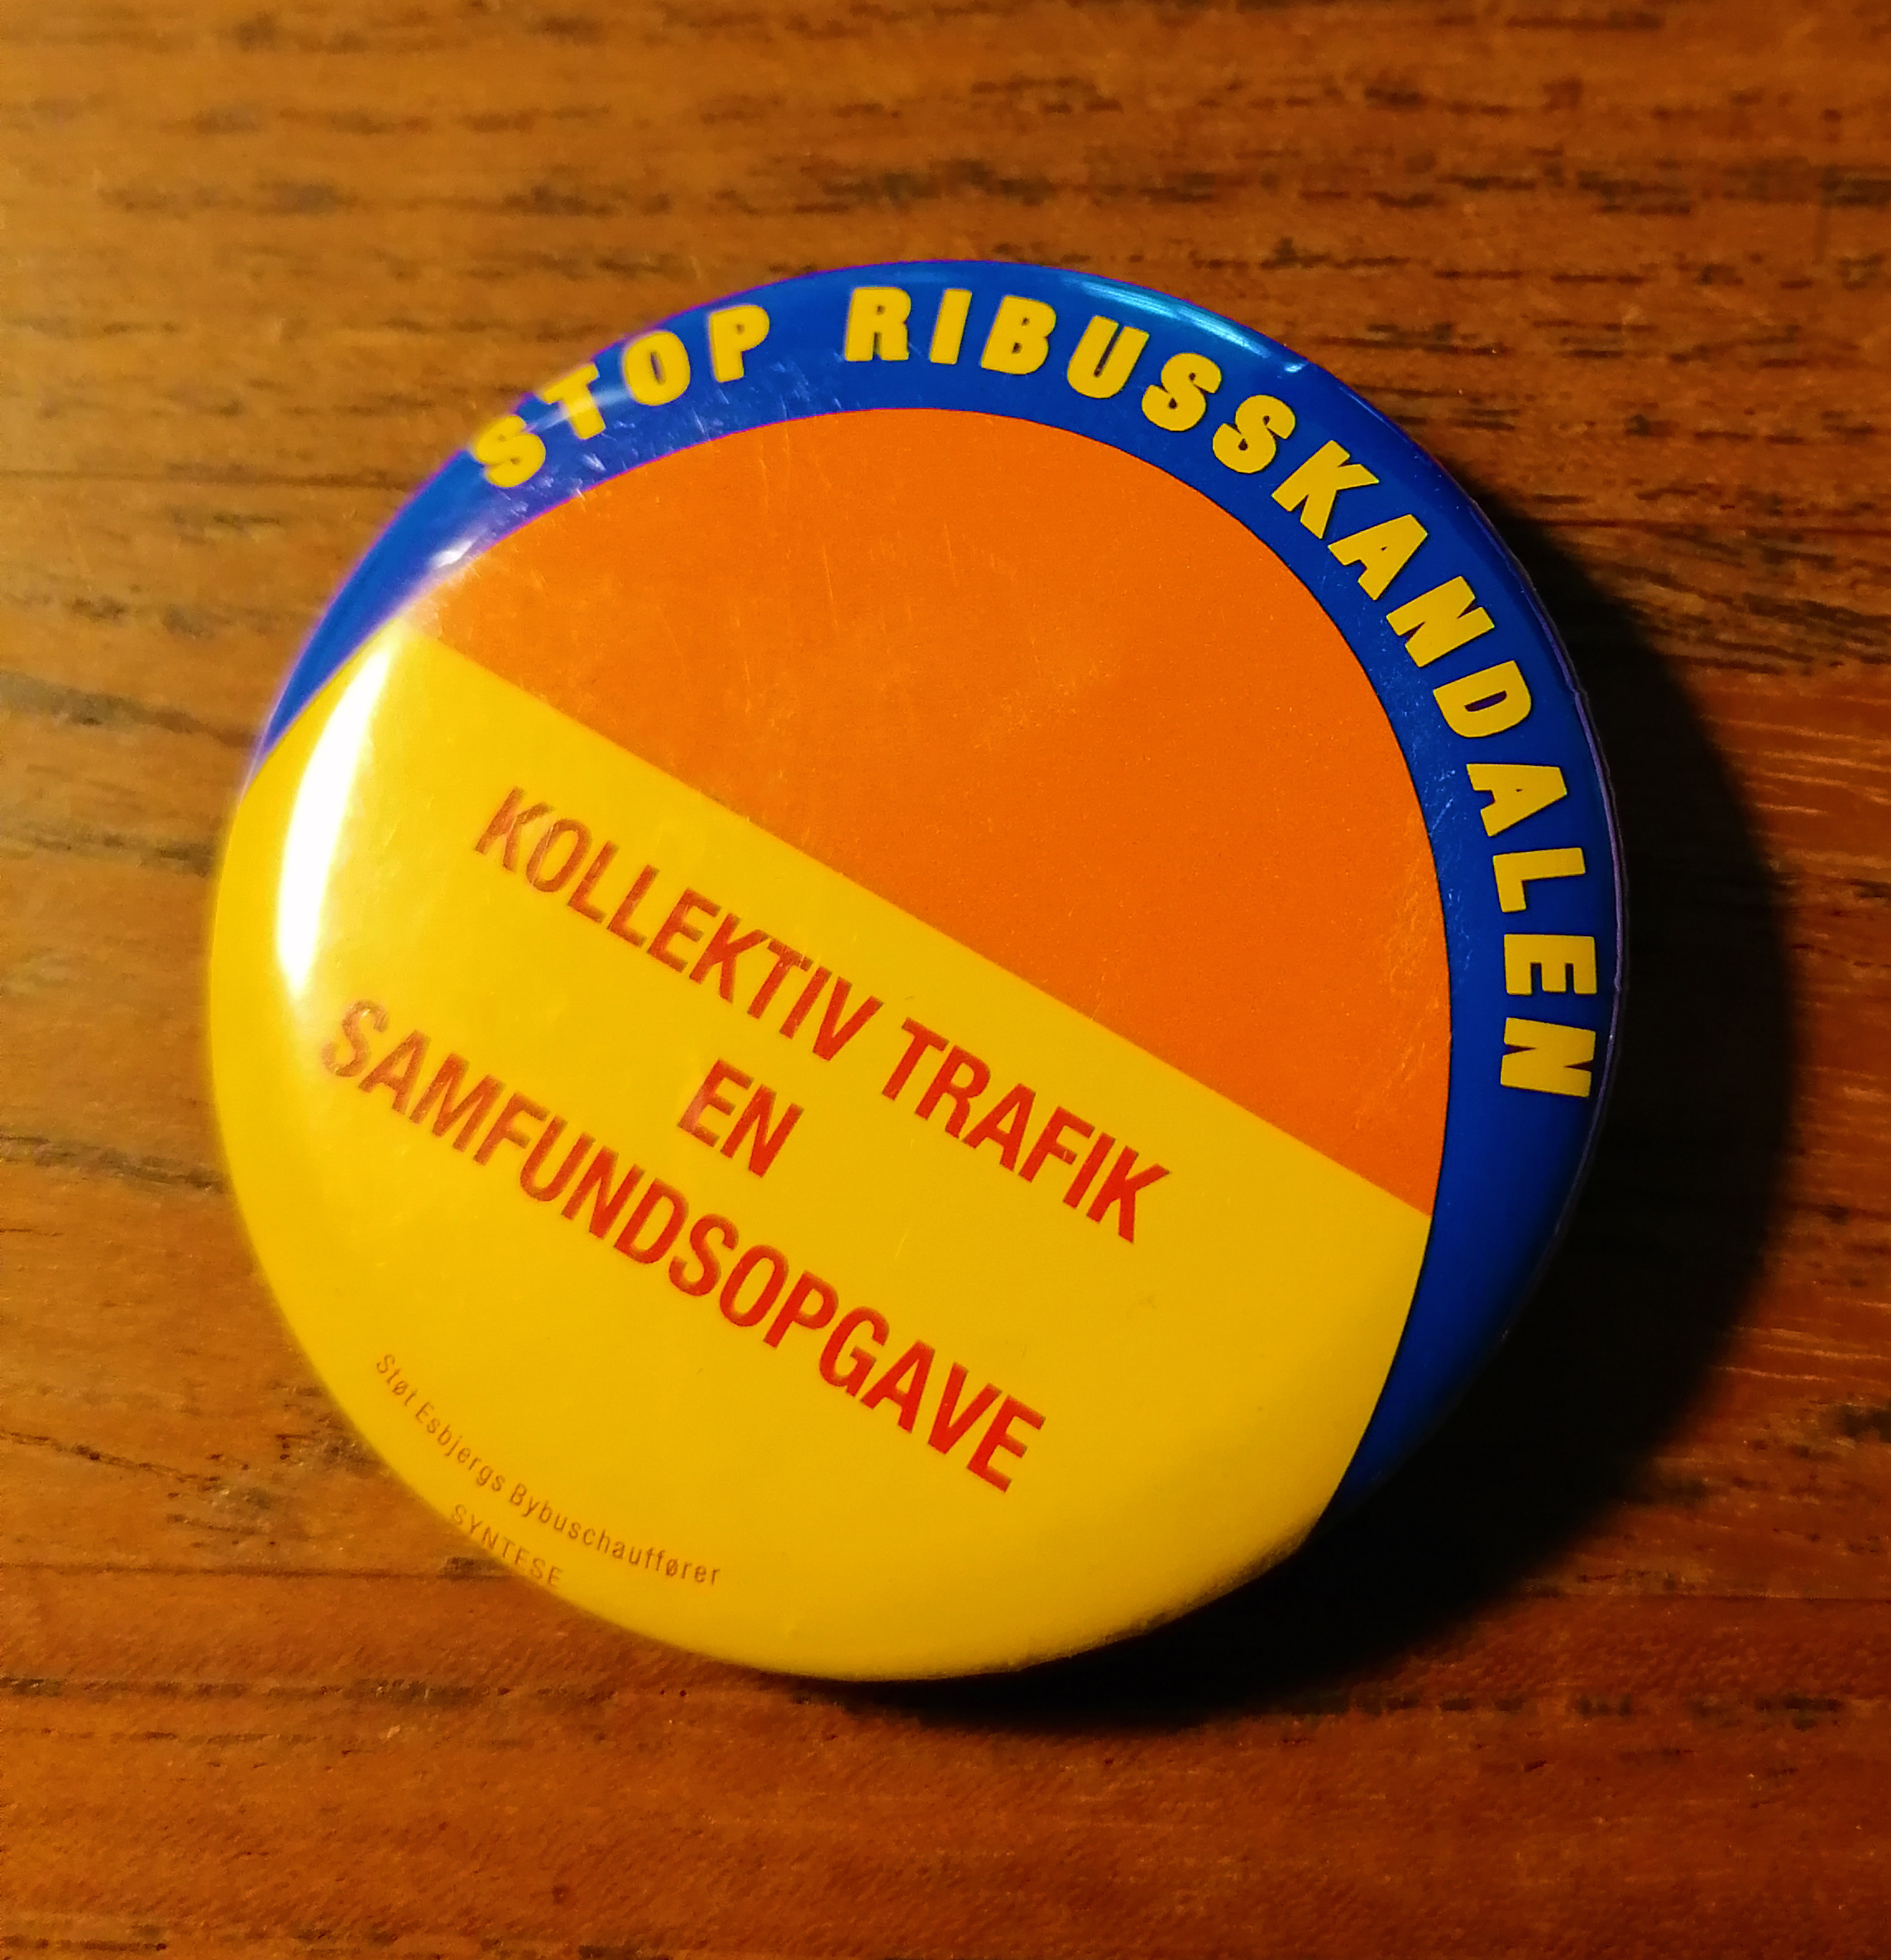 STOP RIBUSSKANDALEN
KOLLEKTIV TRAFIK
EN
SAMFUNDSOPGAVE
Støt Esbjergs Bybuschauffører
SYNTESE